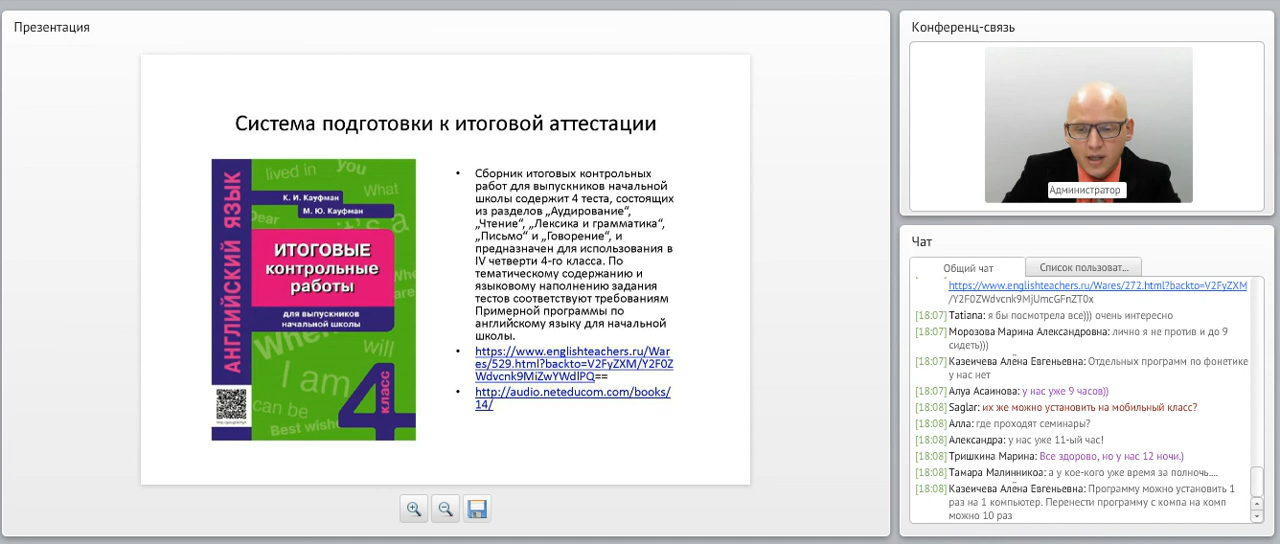 Презентация
Система подготовки к итоговой аттестации
АНГЛИЙСКИЙ ЯЗЫК
lived in
you
What
К. И. Кауфман
М. Ю. Кауфман
it's a
ИТОГОВЫЕ
контрольные
работы
для выпускников
начальной школы
Where
will
I am
can be
Best wishe
4
класс
• Сборник итоговых контрольных
работ для выпускников начальной
школы содержит 4 теста, состоящих
из разделов „Аудирование“,
„Чтение“, „Лексика и грамматика“,
„Письмо“ и „Говорение“, и
предназначен для использования в
IV четверти 4-го класса. По
тематическому содержанию и
языковому наполнению задания
тестов соответствуют требованиям
Примерной программы по
английскому языку для начальной
школы.
• https://www.englishteachers.ru/War
es/529.html?backto=V2FyZXM/Y2F0Z
Wdvcnk9MiZwYWdlPQ==
• http://audio.neteducom.com/books/
14/
Конференц-связь
Администратор
Чат
Общий чат
Список пользоват...
https://www.englishteachers.ru/Wares/272.html?backto=V2FyZXM
/Y2F0ZWdvcnk9MjUmcGFnZT0x
[18:07] Tatiana: я бы посмотрела все))) очень интересно
[18:07] Морозова Марина Александровна: лично я не против и до 9
сидеть)))
[18:07] Казеичева Алёна Евгеньевна: Отдельных программ по фонетике
у нас нет
[18:07] Алуа Асаинова: у нас уже 9 часов))
[18:08] Saglar: их же можно установить на мобильный класс?
[18:08] Алла: где проходят семинары?
[18:08] Александра: у нас уже 11-ый час!
[18:08] Тришкина Марина: Все здорово, но у нас 12 ночи.)
[18:08] Тамара Малинникоа: а у кое-кого уже время за полночь....
[18:08] Казеичева Алёна Евгеньевна: Программу можно установить 1
раз на 1 компьютер. Перенести программу с компа на комп
можно 10 раз